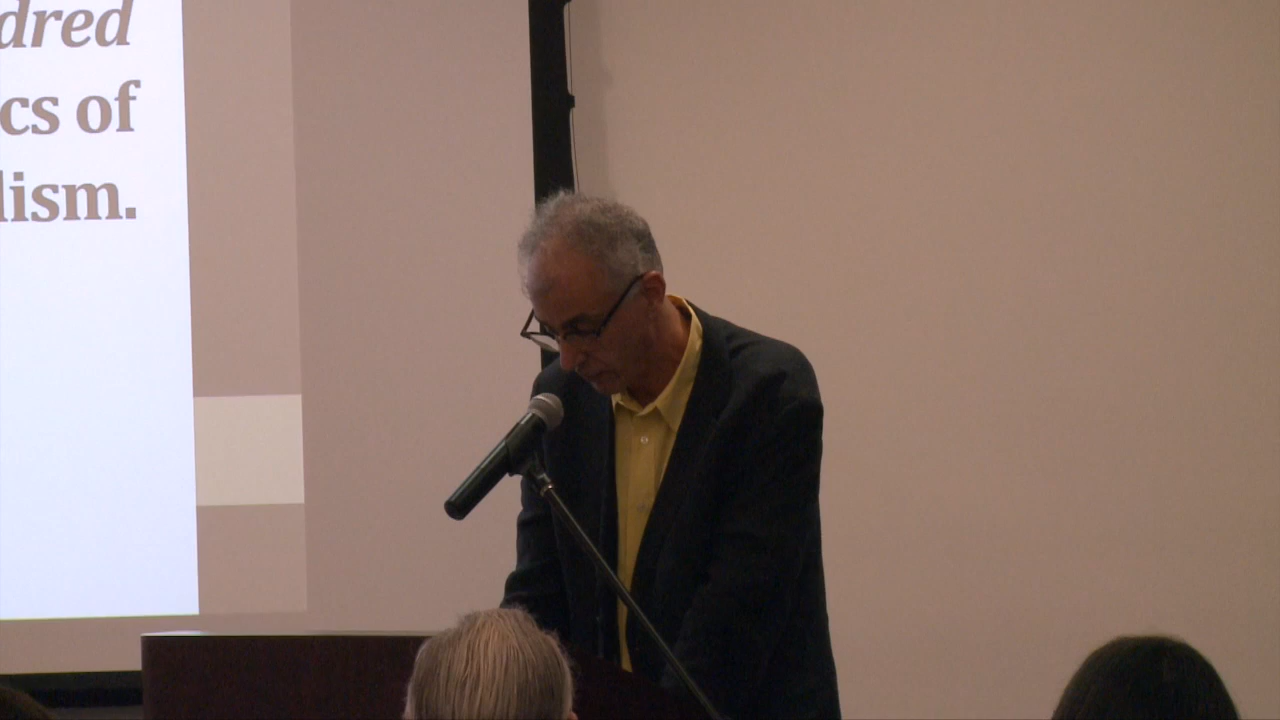 dred
cs of
lism.